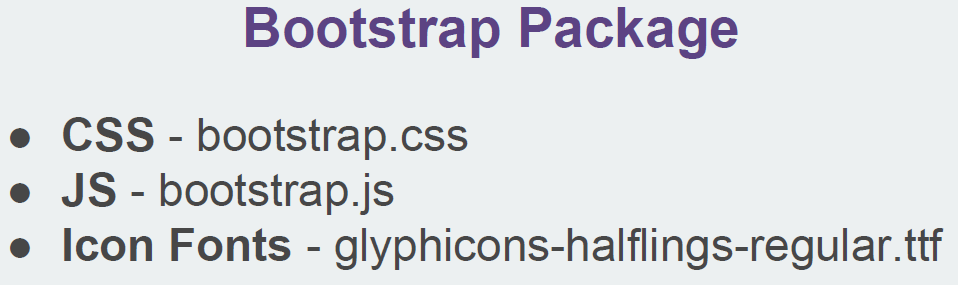 Bootstrap Package
● CSS - bootstrap.css
● JS - bootstrap.js
● Icon Fonts - glyphicons-halflings-regular.ttf